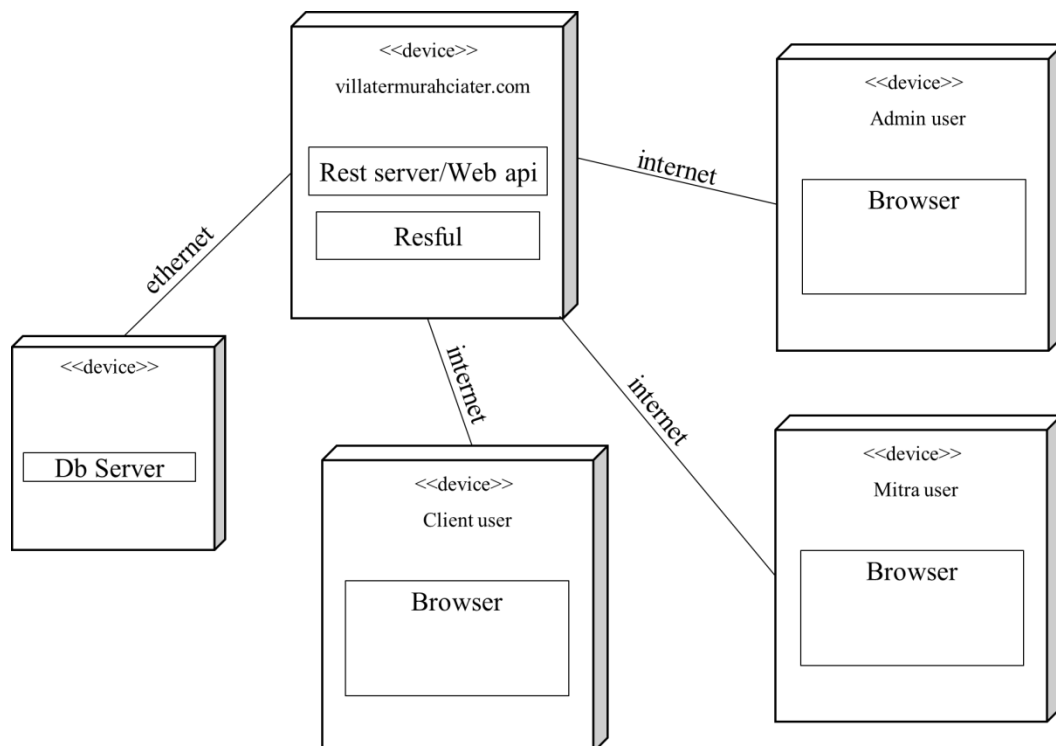 <<device>>
villatermurahciater.com
Rest server/Web api
Resful
<<device>>
Admin user
Browser
internet
ethernet
internet
internet
<<device>>
Db Server
<<device>>
Client user
Browser
<<device>>
Mitra user
Browser